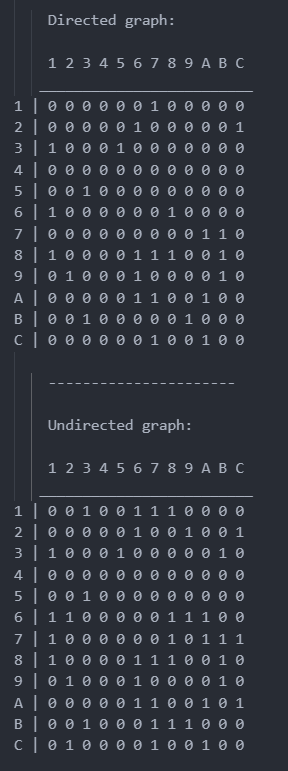 Directed graph:
1 2 3 4 5 6 7 8 9 A B C
1 | 0 0 0 0 0 0 1 0 0 0 0 0
2 | 0 0 0 0 0 1 0 0 0 0 0 1
3 | 1 0 0 0 1 0 0 0 0 0 0 0
4 | 0 0 0 0 0 0 0 0 0 0 0 0
5 | 0 0 1 0 0 0 0 0 0 0 0 0
6 | 1 0 0 0 0 0 0 1 0 0 0 0
7 | 0 0 0 0 0 0 0 0 0 1 1 0
8 | 1 0 0 0 0 1 1 1 0 0 1 0
9 | 0 1 0 0 0 1 0 0 0 0 1 0
A | 0 0 0 0 0 1 1 0 0 1 0 0
B | 0 0 1 0 0 0 0 0 1 0 0 0
C | 0 0 0 0 0 0 1 0 0 1 0 0
----------------------
Undirected graph:
1 2 3 4 5 6 7 8 9 A B C
1 | 0 0 1 0 0 1 1 1 0 0 0 0
2 | 0 0 0 0 0 1 0 0 1 0 0 1
3 | 1 0 0 0 1 0 0 0 0 0 1 0
4 | 0 0 0 0 0 0 0 0 0 0 0 0
5 | 0 0 1 0 0 0 0 0 0 0 0 0
6 | 1 1 0 0 0 0 0 1 1 1 0 0
7 | 1 0 0 0 0 0 0 1 0 1 1 1
8 | 1 0 0 0 0 1 1 1 0 0 1 0
9 | 0 1 0 0 0 1 0 0 0 0 1 0
A | 0 0 0 0 0 1 1 0 0 1 0 1
B | 0 0 1 0 0 0 1 1 1 0 0 0
C | 0 1 0 0 0 0 1 0 0 1 0 0